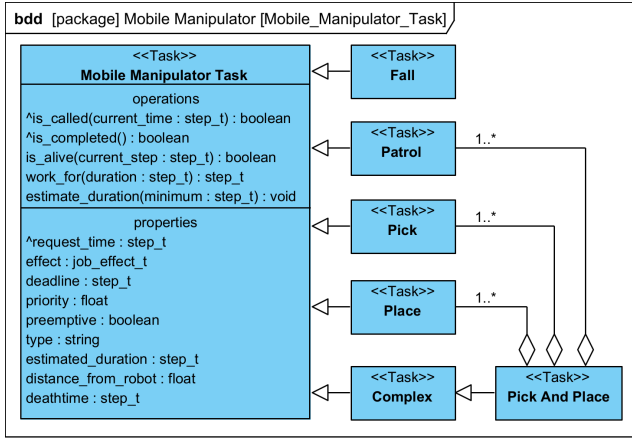 bdd [package] Mobile Manipulator [Mobile_Manipulator_Task]
<<Task>>
Mobile Manipulator Task
operations
^is_called(current_time : step_t) : boolean
^is_completed() : boolean
is_alive(current_step : step_t) : boolean
work_for(duration : step_t) : step_t
estimate_duration(minimum : step_t) : void
properties
^request_time : step_t
effect : job_effect_t
deadline : step_t
priority : float
preemptive : boolean
type : string
estimated_duration : step_t
distance_from_robot : float
deathtime : step_t
<<Task>>
Fall
<<Task>>
Patrol
1..*
<<Task>>
Pick
1..*
<<Task>>
Place
1..*
<<Task>>
Complex
<<Task>>
Pick And Place